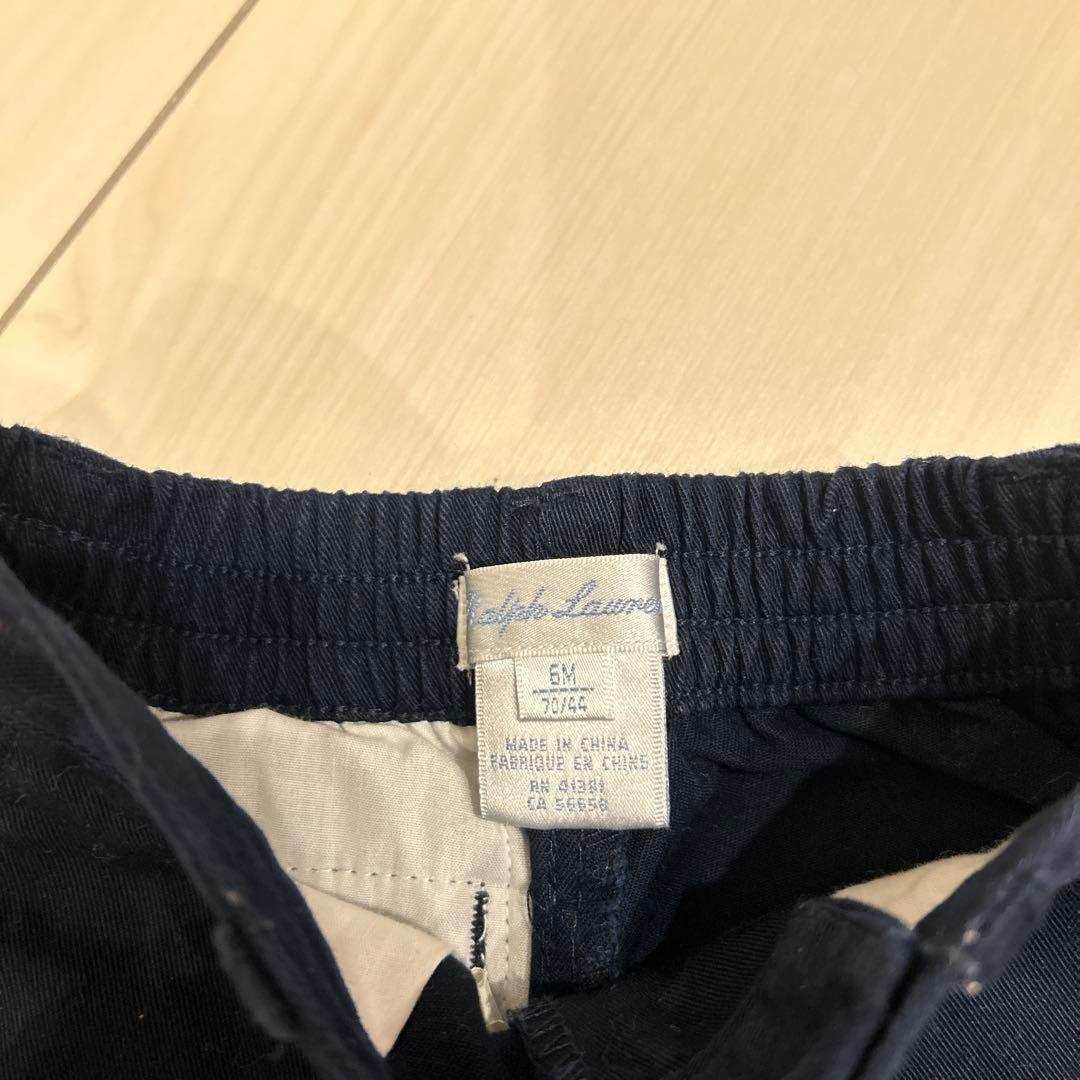 Ralph Lauren
6M
70/44
MADE IN CHINA
FABRIQUE EN CHINE
RN 41381
CA 56658